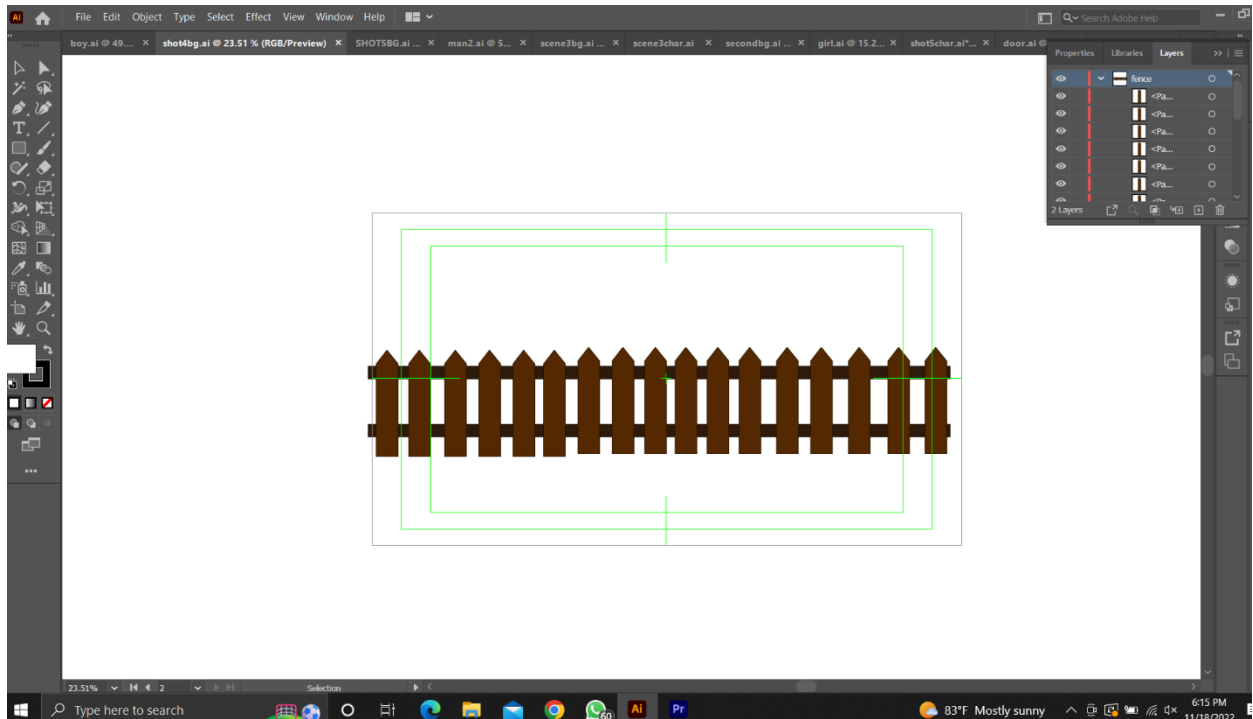 Ai File Edit Object Type Select Effect View Window Help Search Adobe Help
boy.ai @ 49.... × shot4bg.ai @ 23.51 % (RGB/Preview) × SHOT5BG.ai ... × man2.ai @ 5... × scene3bg.ai ... × scene3char.ai × secondbg.ai ... × girl.ai @ 15.2... × shot5char.ai*... × door.ai @
Properties Libraries Layers
fence
<Pa...
<Pa...
<Pa...
<Pa...
<Pa...
<Pa...
2 Layers
23.51% 2 Selection
Type here to search 60 Ai Pr 83°F Mostly sunny 6:15 PM
11/18/2022